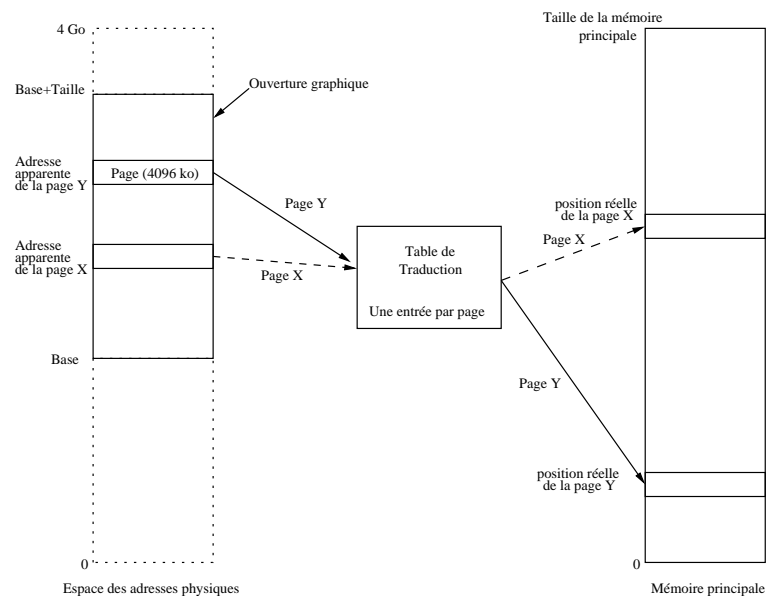 4 Go
Base+Taille
Ouverture graphique
Adresse
apparente
de la page Y
Page (4096 ko)
Adresse
apparente
de la page X
Base
0
Espace des adresses physiques
Page Y
Page X
Table de
Traduction
Une entrée par page
Page X
Page Y
Taille de la mémoire
principale
position réelle
de la page X
position réelle
de la page Y
0
Mémoire principale